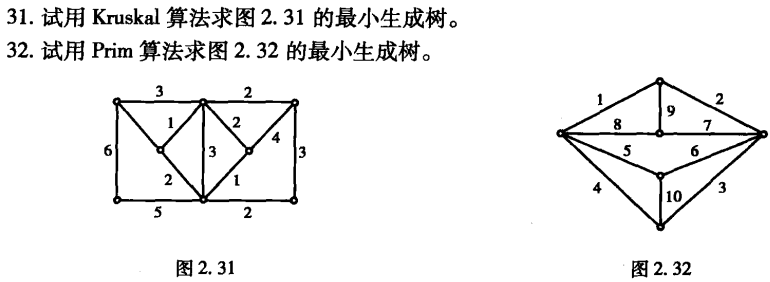 31. 试用 Kruskal 算法求图 2.31 的最小生成树。
32. 试用 Prim 算法求图 2.32 的最小生成树。
3 2
1 2 4
6 3 3
2 1
5 2
图 2.31
1 2
9
8 7
5 6
4 10 3
图 2.32